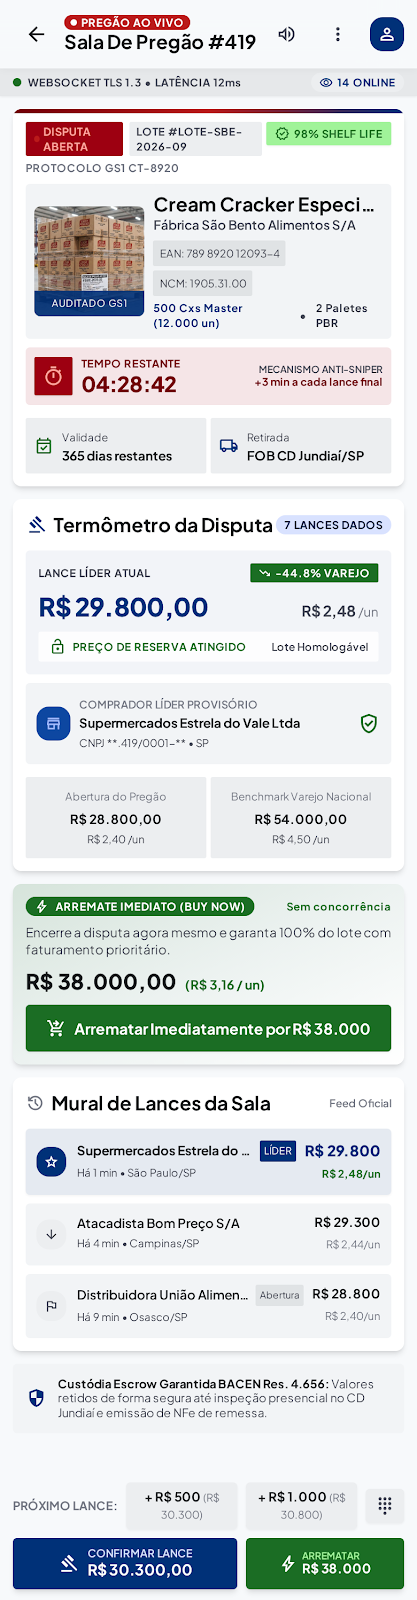 PREGÃO AO VIVO
Sala De Pregão #419
WEBSOCKET TLS 1.3 • LATÊNCIA 12ms
14 ONLINE
DISPUTA
ABERTA
LOTE #LOTE-SBE-
2026-09
98% SHELF LIFE
PROTOCOLO GS1 CT-8920
Cream Cracker Especi...
Fábrica São Bento Alimentos S/A
EAN: 789 8920 12093-4
NCM: 1905.31.00
AUDITADO GS1
500 Cxs Master
(12.000 un)
• 2 Paletes
PBR
TEMPO RESTANTE
04:28:42
MECANISMO ANTI-SNIPER
+3 min a cada lance final
Validade
365 dias restantes
Retirada
FOB CD Jundiaí/SP
Termômetro da Disputa
7 LANCES DADOS
LANCE LÍDER ATUAL
-44.8% VAREJO
R$ 29.800,00
R$ 2,48 /un
PREÇO DE RESERVA ATINGIDO
Lote Homologável
COMPRADOR LÍDER PROVISÓRIO
Supermercados Estrela do Vale Ltda
CNPJ **.419/0001-** • SP
Abertura do Pregão
R$ 28.800,00
R$ 2,40 /un
Benchmark Varejo Nacional
R$ 54.000,00
R$ 4,50 /un
ARREMATE IMEDIATO (BUY NOW)
Sem concorrência
Encerre a disputa agora mesmo e garanta 100% do lote com
faturamento prioritário.
R$ 38.000,00 (R$ 3,16 / un)
Arrematar Imediatamente por R$ 38.000
Mural de Lances da Sala
Feed Oficial
Supermercados Estrela do ...
LÍDER
R$ 29.800
Há 1 min • São Paulo/SP
R$ 2,48/un
Atacadista Bom Preço S/A
R$ 29.300
Há 4 min • Campinas/SP
R$ 2,44/un
Distribuidora União Alimen...
Abertura
R$ 28.800
Há 9 min • Osasco/SP
R$ 2,40/un
Custódia Escrow Garantida BACEN Res. 4.656: Valores
retidos de forma segura até inspeção presencial no CD
Jundiaí e emissão de NFe de remessa.
PRÓXIMO LANCE:
+ R$ 500 (R$
30.300)
+ R$ 1.000 (R$
30.800)
CONFIRMAR LANCE
R$ 30.300,00
ARREMATAR
R$ 38.000